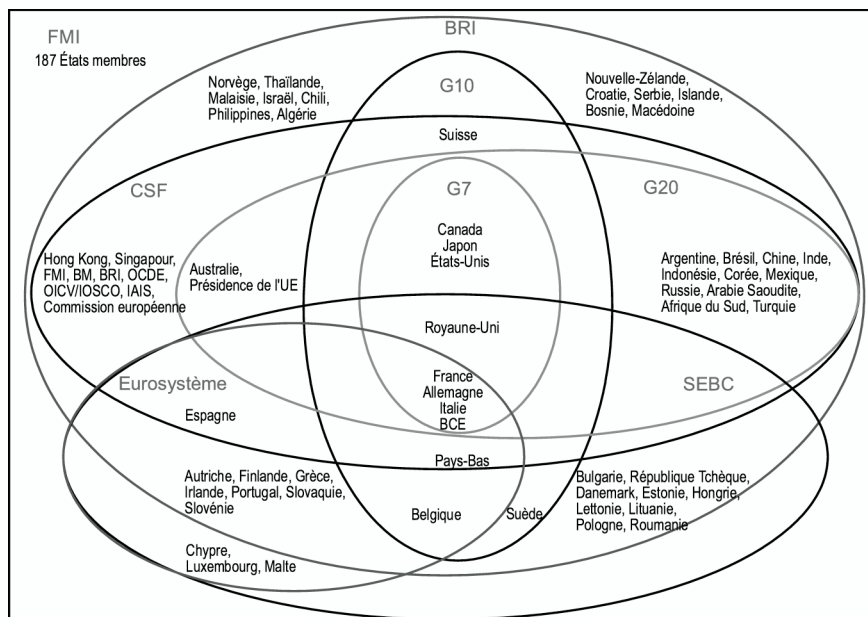 FMI
187 États membres
BRI
Norvège, Thaïlande,
Malaisie, Israël, Chili,
Philippines, Algérie
G10
Nouvelle-Zélande,
Croatie, Serbie, Islande,
Bosnie, Macédoine
Suisse
CSF
G7
G20
Canada
Japon
États-Unis
Hong Kong, Singapour,
FMI, BM, BRI, OCDE,
OICV/IOSCO, IAIS,
Commission européenne
Australie,
Présidence de l'UE
Argentine, Brésil, Chine, Inde,
Indonésie, Corée, Mexique,
Russie, Arabie Saoudite,
Afrique du Sud, Turquie
Royaune-Uni
Eurosystème
France
Allemagne
Italie
BCE
SEBC
Espagne
Pays-Bas
Autriche, Finlande, Grèce,
Irlande, Portugal, Slovaquie,
Slovénie
Belgique
Suède
Bulgarie, République Tchèque,
Danemark, Estonie, Hongrie,
Lettonie, Lituanie,
Pologne, Roumanie
Chypre,
Luxembourg, Malte